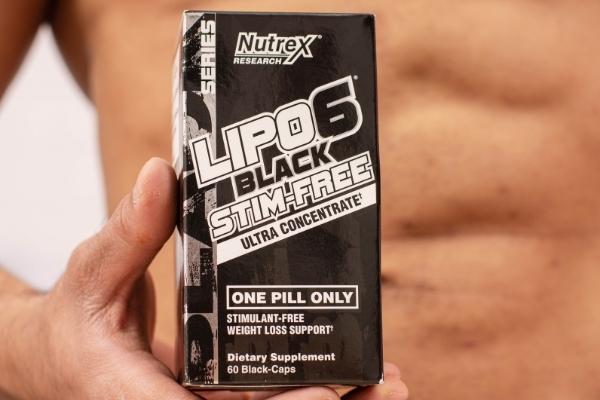 BLACK SERIES
Nutrex®
RESEARCH
LIPO6®
BLACK
STIM-FREE
ULTRA CONCENTRATE†
ONE PILL ONLY
STIMULANT-FREE
WEIGHT LOSS SUPPORT†
Dietary Supplement
60 Black-Caps